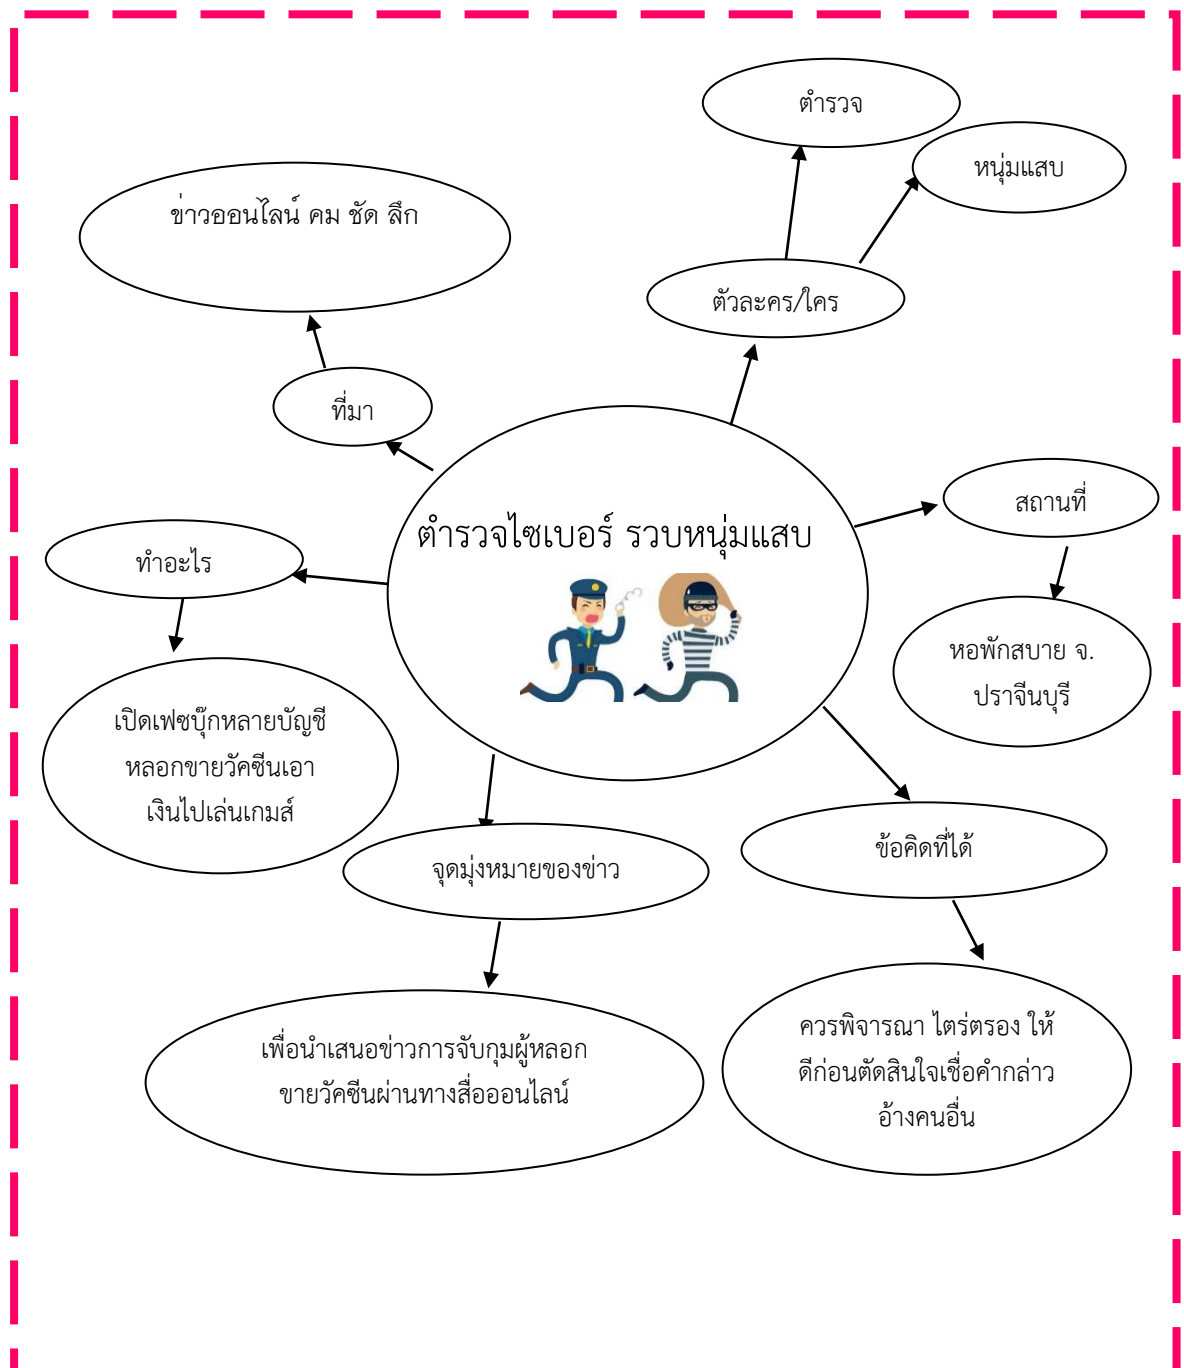 ตำรวจ
หนุ่มแสบ
ข่าวออนไลน์ คม ชัด ลึก
ตัวละคร/ใคร
ที่มา
สถานที่
ตำรวจไซเบอร์ รวบหนุ่มแสบ
ทำอะไร
หอพักสบาย จ.
ปราจีนบุรี
เปิดเฟซบุ๊กหลายบัญชี
หลอกขายวัคซีนเอา
เงินไปเล่นเกมส์
จุดมุ่งหมายของข่าว
ข้อคิดที่ได้
เพื่อนำเสนอข่าวการจับกุมผู้หลอก
ขายวัคซีนผ่านทางสื่อออนไลน์
ควรพิจารณา ไตร่ตรอง ให้
ดีก่อนตัดสินใจเชื่อคำกล่าว
อ้างคนอื่น